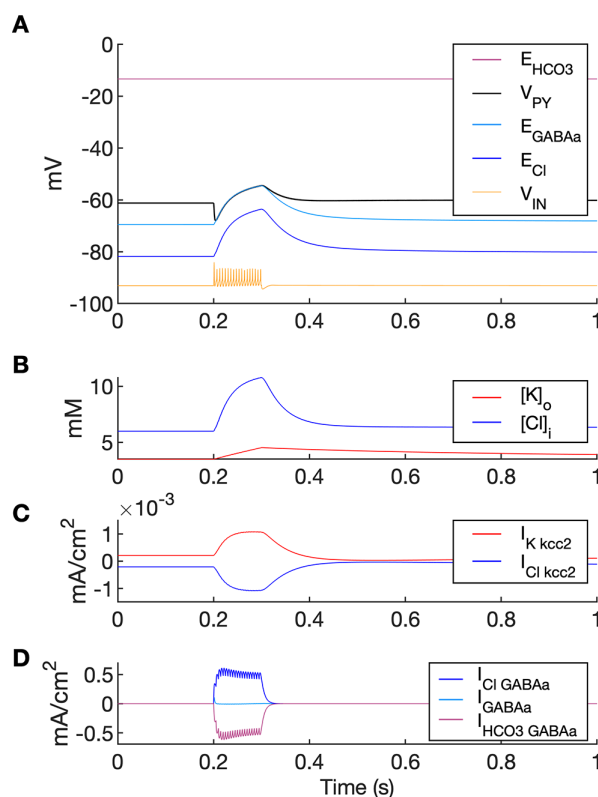 A
0
-20
-40
-60
-80
-100
mV
E_HCO3
V_PY
E_GABAa
E_Cl
V_IN
0 0.2 0.4 0.6 0.8 1
B
10
5
mM
[K]_o
[Cl]_i
0 0.2 0.4 0.6 0.8 1
C
×10^-3
1
0
-1
mA/cm^2
I_K kcc2
I_Cl kcc2
0 0.2 0.4 0.6 0.8 1
D
0.5
0
-0.5
mA/cm^2
I_Cl GABAa
I_GABAa
I_HCO3 GABAa
0 0.2 0.4 0.6 0.8 1
Time (s)